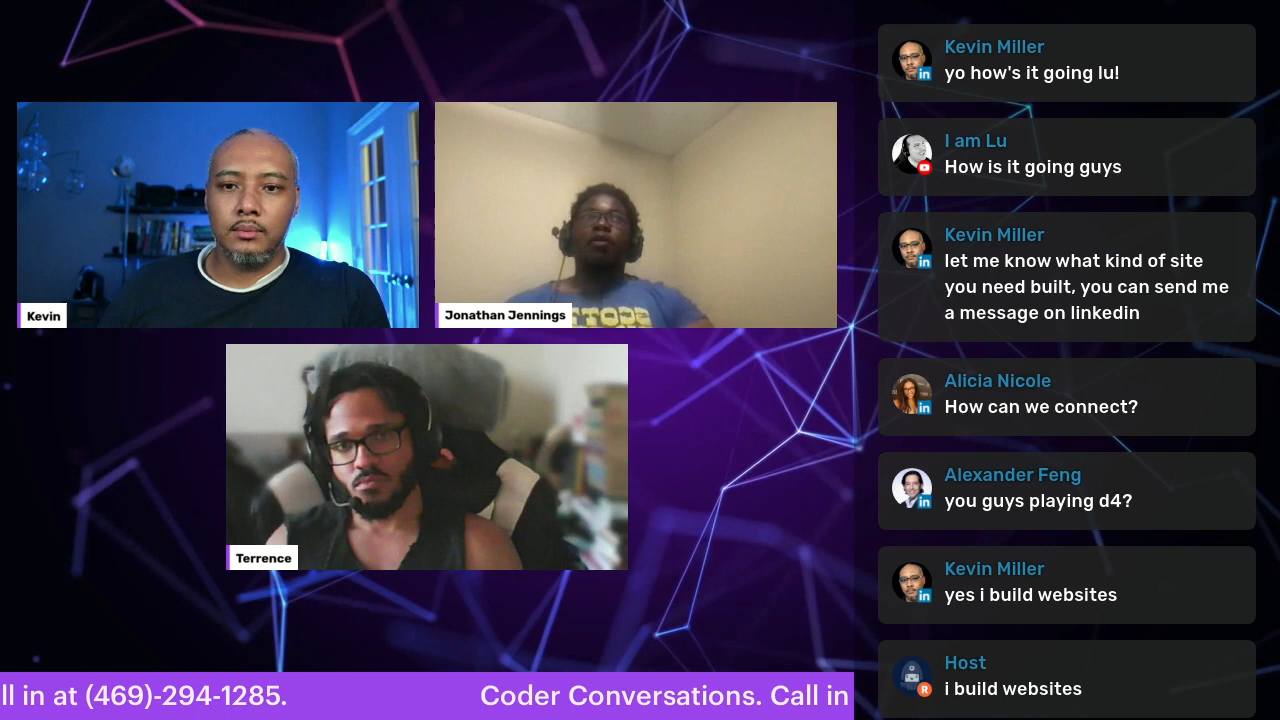 Kevin
Jonathan Jennings
Terrence
ll in at (469)-294-1285.
Coder Conversations. Call in
Kevin Miller
yo how's it going lu!
I am Lu
How is it going guys
Kevin Miller
let me know what kind of site
you need built, you can send me
a message on linkedin
Alicia Nicole
How can we connect?
Alexander Feng
you guys playing d4?
Kevin Miller
yes i build websites
Host
i build websites